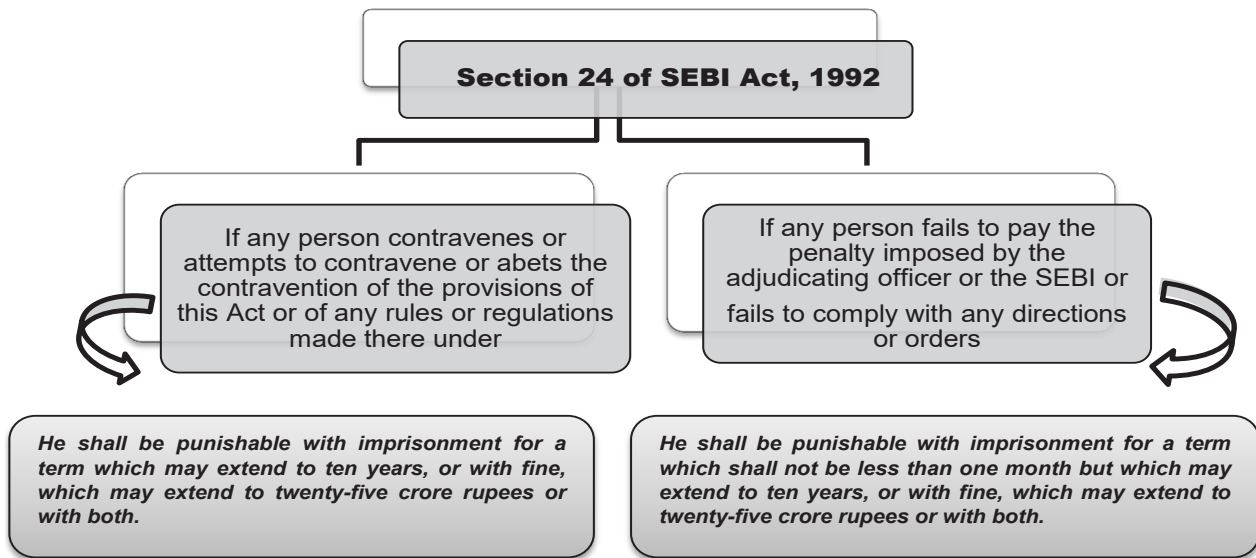 Section 24 of SEBI Act, 1992
If any person contravenes or
attempts to contravene or abets the
contravention of the provisions of
this Act or of any rules or regulations
made there under
If any person fails to pay the
penalty imposed by the
adjudicating officer or the SEBI or
fails to comply with any directions
or orders
He shall be punishable with imprisonment for a
term which may extend to ten years, or with fine,
which may extend to twenty-five crore rupees or
with both.
He shall be punishable with imprisonment for a term
which shall not be less than one month but which may
extend to ten years, or with fine, which may extend to
twenty-five crore rupees or with both.